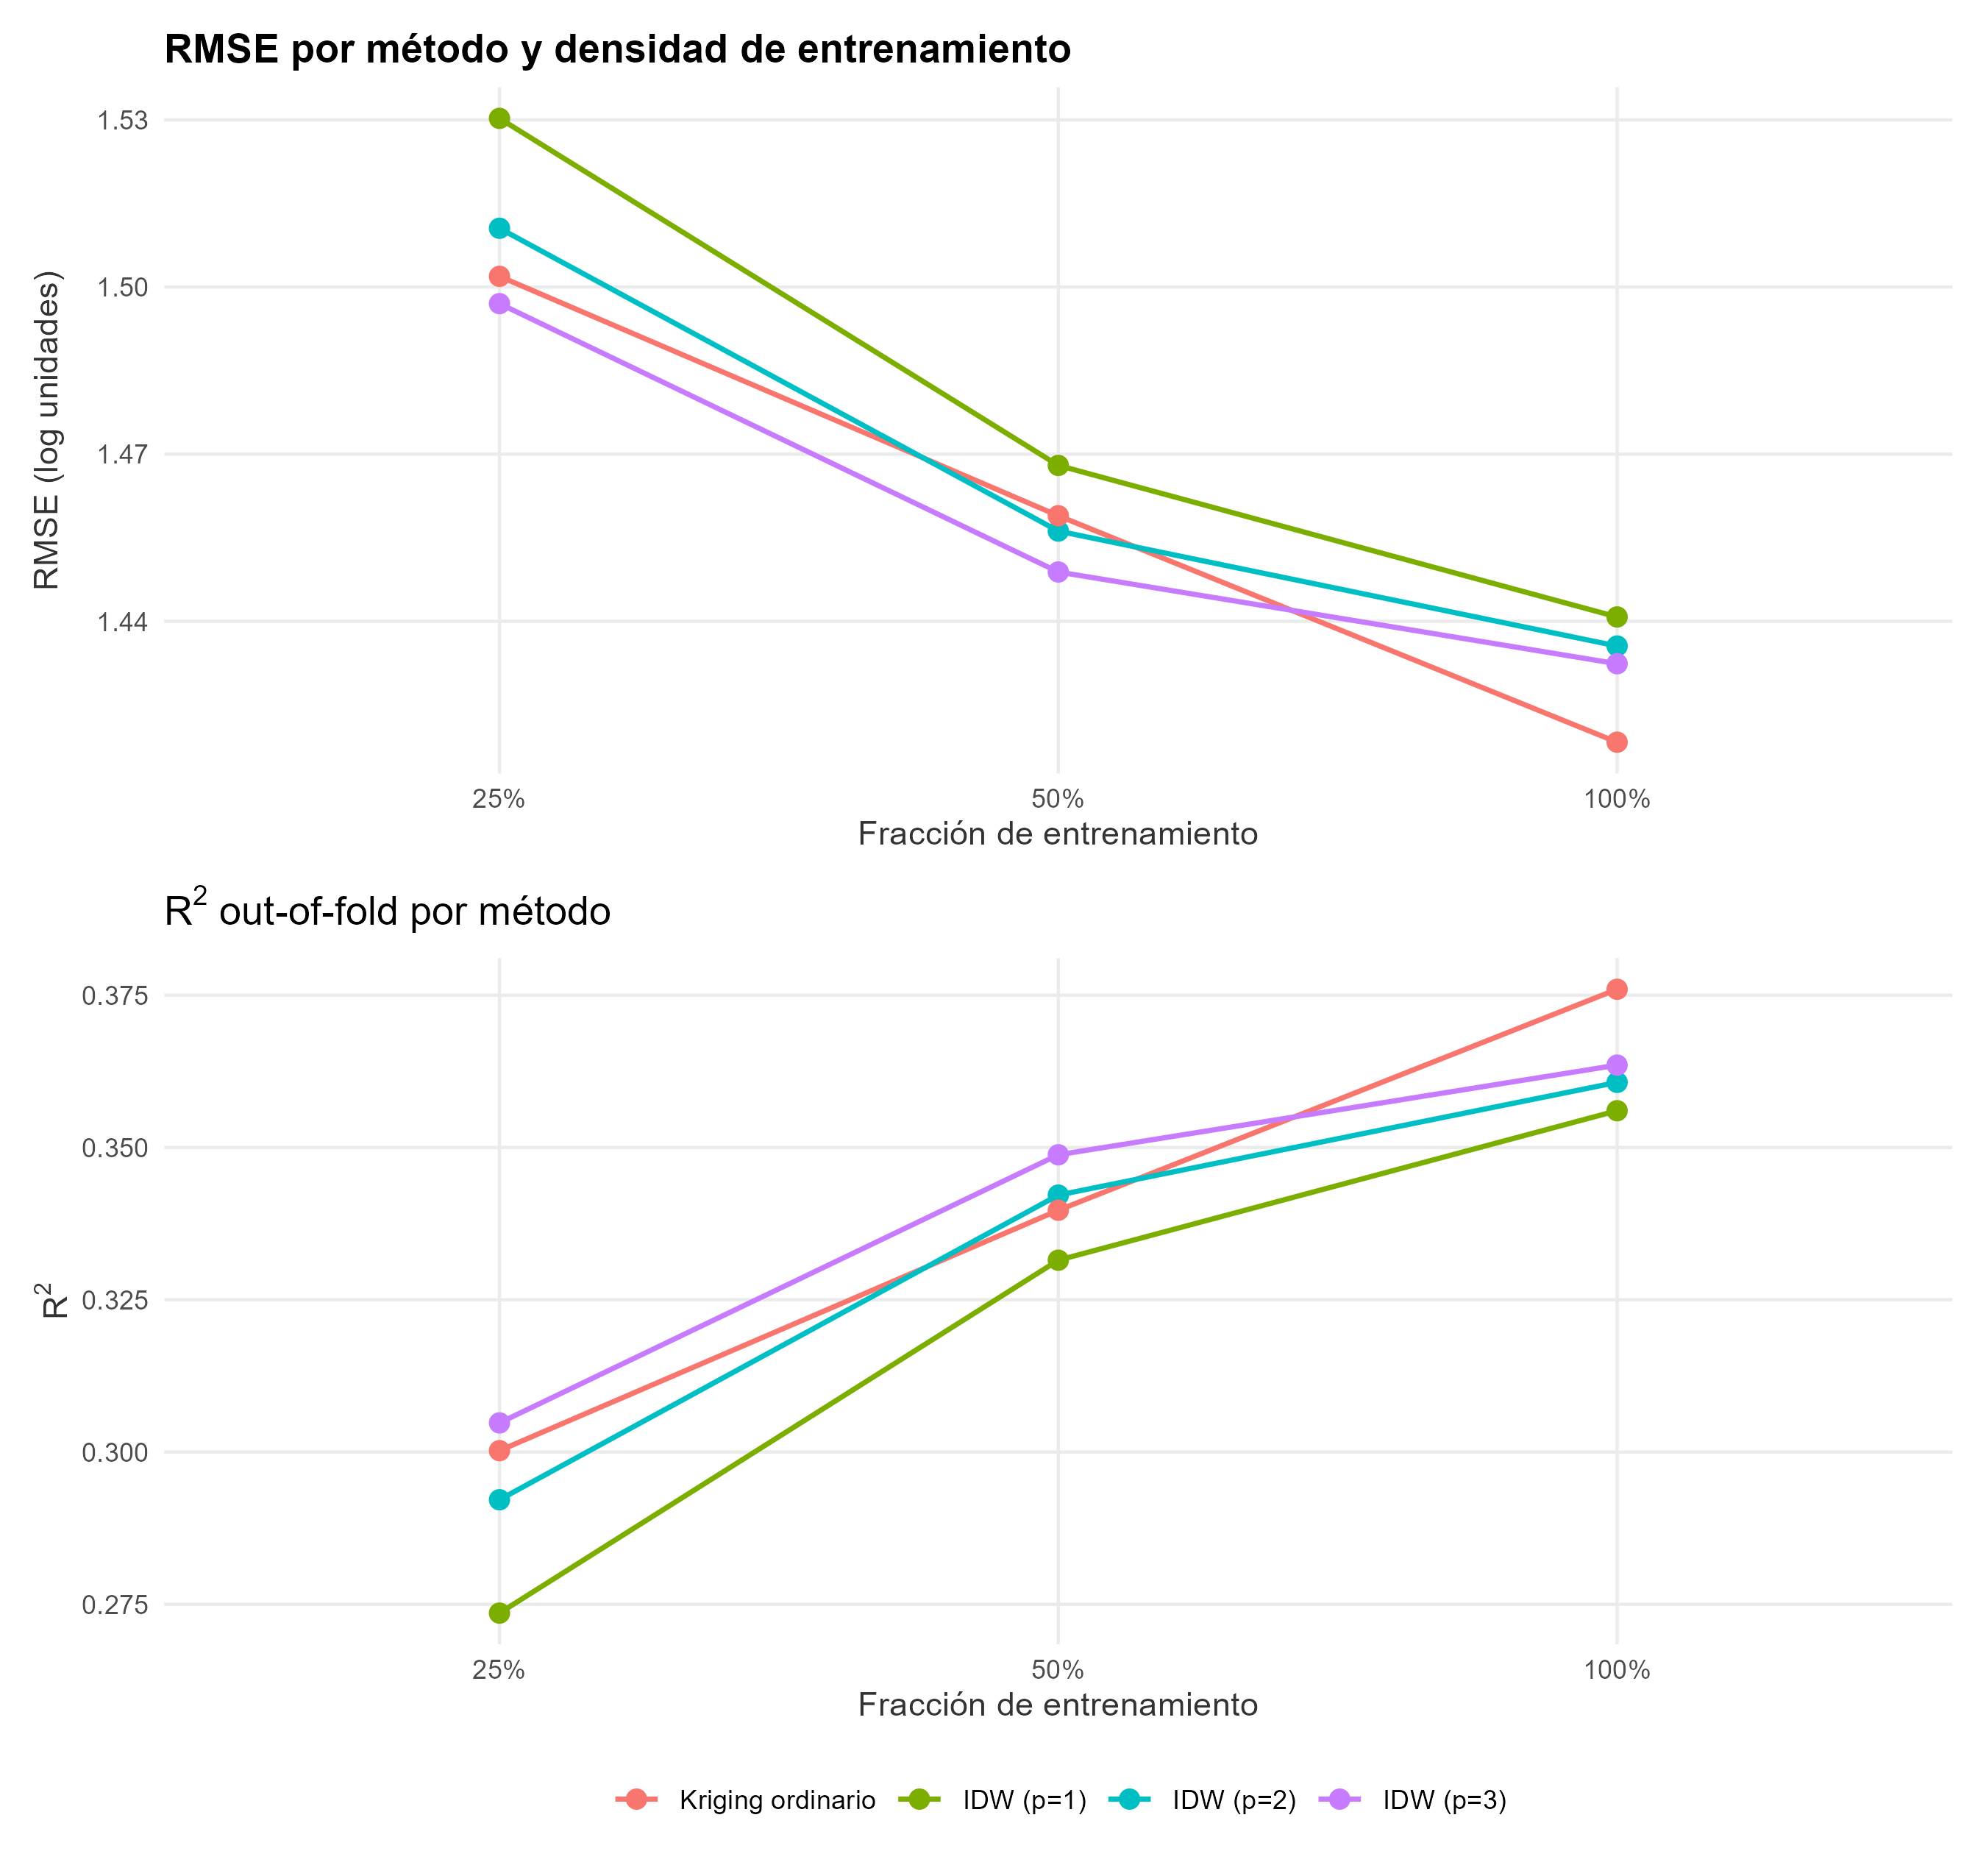 RMSE por método y densidad de entrenamiento
RMSE (log unidades)
1.53
1.50
1.47
1.44
25% 50% 100%
Fracción de entrenamiento
R² out-of-fold por método
R²
0.375
0.350
0.325
0.300
0.275
25% 50% 100%
Fracción de entrenamiento
Kriging ordinario IDW (p=1) IDW (p=2) IDW (p=3)